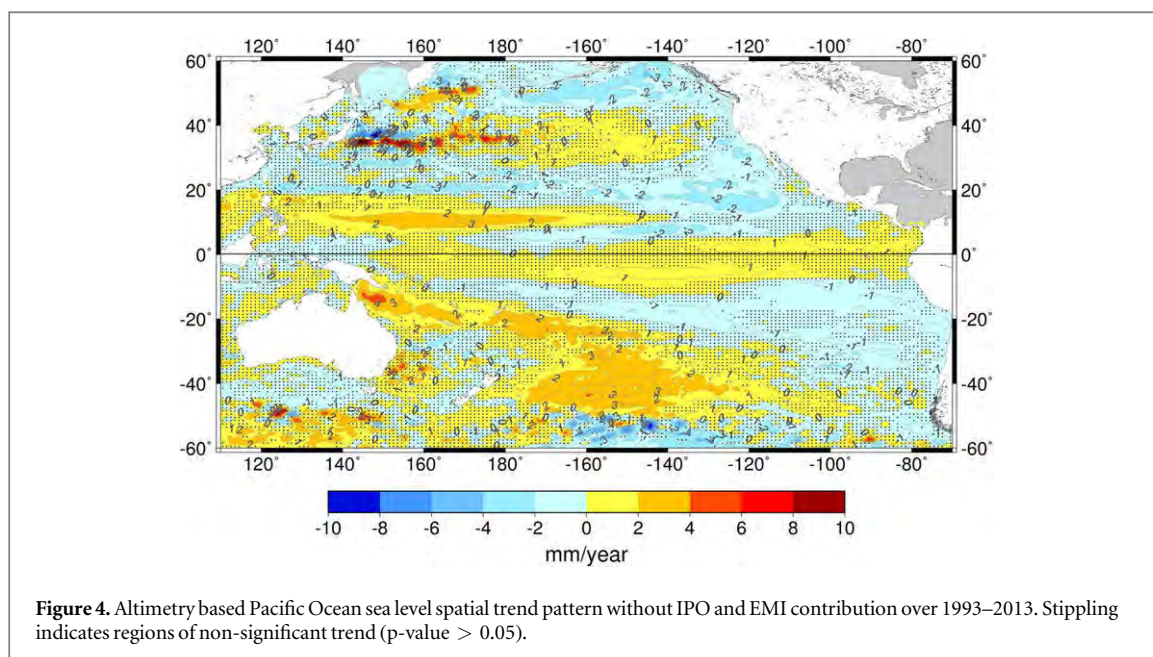 120° 140° 160° 180° -160° -140° -120° -100° -80°
60° 60°
40° 40°
20° 20°
0° 0°
-20° -20°
-40° -40°
-60° -60°
120° 140° 160° 180° -160° -140° -120° -100° -80°
-10 -8 -6 -4 -2 0 2 4 6 8 10
mm/year
Figure 4. Altimetry based Pacific Ocean sea level spatial trend pattern without IPO and EMI contribution over 1993–2013. Stippling
indicates regions of non-significant trend (p-value > 0.05).